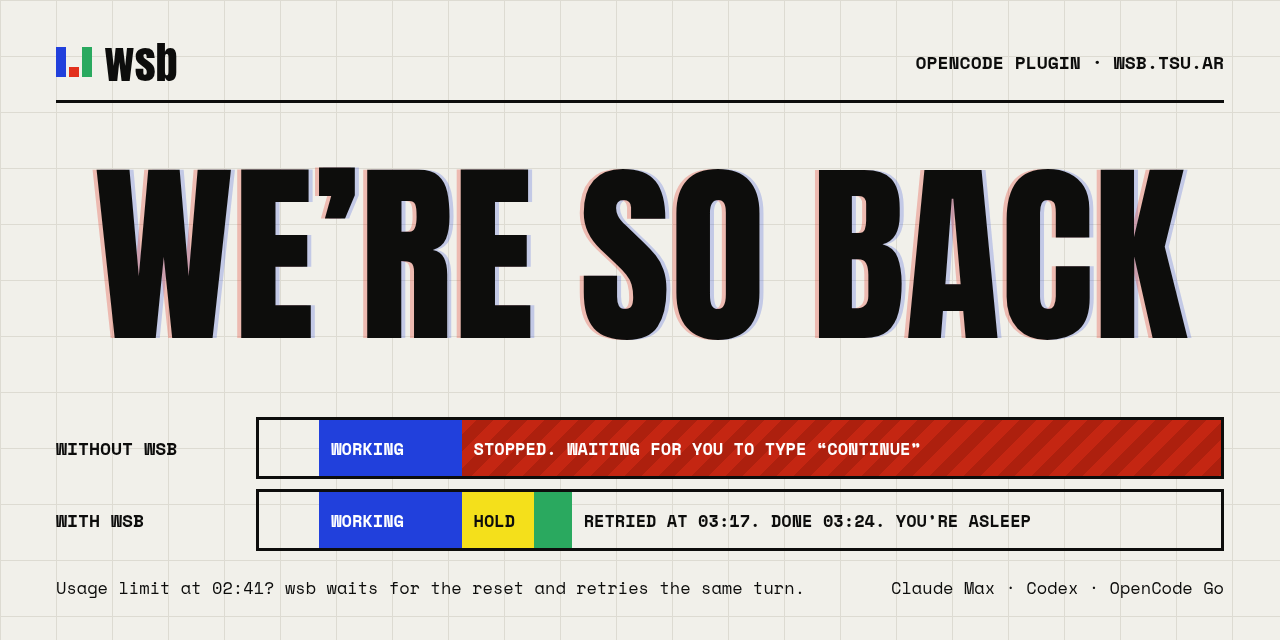 wsb
OPENCODE PLUGIN · WSB.TSU.AR
WE’RE SO BACK
WITHOUT WSB
WORKING
STOPPED. WAITING FOR YOU TO TYPE “CONTINUE”
WITH WSB
WORKING
HOLD
RETRIED AT 03:17. DONE 03:24. YOU'RE ASLEEP
Usage limit at 02:41? wsb waits for the reset and retries the same turn.
Claude Max · Codex · OpenCode Go